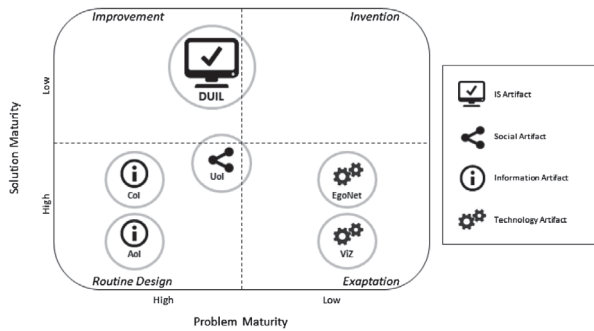 Improvement
Invention
DUIL
Low
Solution Maturity
High
UoI
CoI
EgoNet
AoI
ViZ
Routine Design
Exaptation
High
Low
Problem Maturity
IS Artifact
Social Artifact
Information Artifact
Technology Artifact